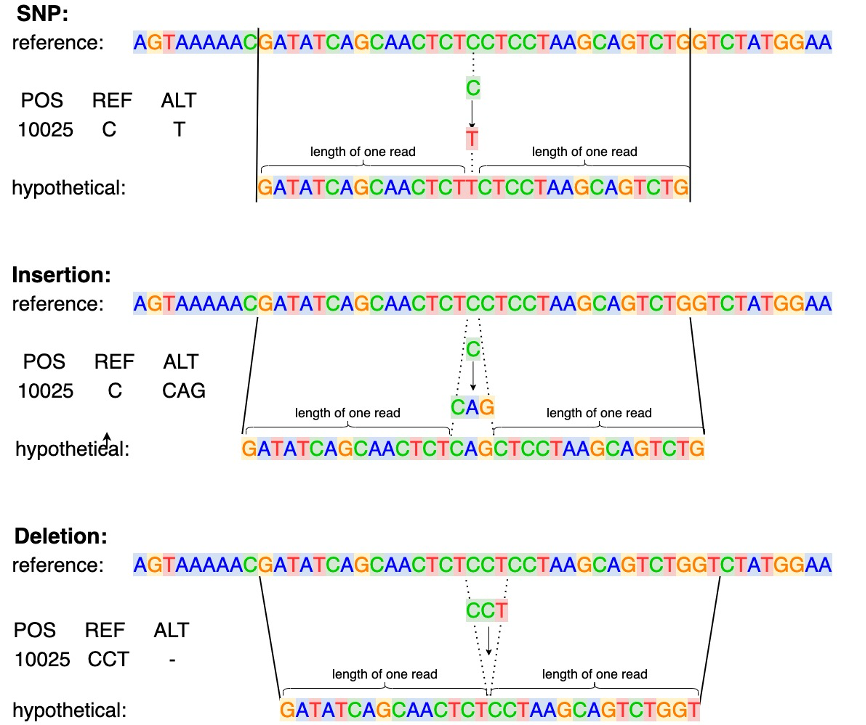 SNP:
reference: AGTAAAAACGATATCAGCAACTCTCCTCCTAAGCAGTCTGGTCTATGGAA
C
POS REF ALT
10025 C T
T
length of one read length of one read
hypothetical: GATATCAGCAACTCTTCTCCTAAGCAGTCTG
Insertion:
reference: AGTAAAAACGATATCAGCAACTCTCCTCCTAAGCAGTCTGGTCTATGGAA
C
POS REF ALT
10025 C CAG
CAG
length of one read length of one read
hypothetical: GATATCAGCAACTCTCAGCTCCTAAGCAGTCTG
Deletion:
reference: AGTAAAAACGATATCAGCAACTCTCCTCCTAAGCAGTCTGGTCTATGGAA
CCT
POS REF ALT
10025 CCT -
length of one read length of one read
hypothetical: GATATCAGCAACTCTCCTAAGCAGTCTGGT